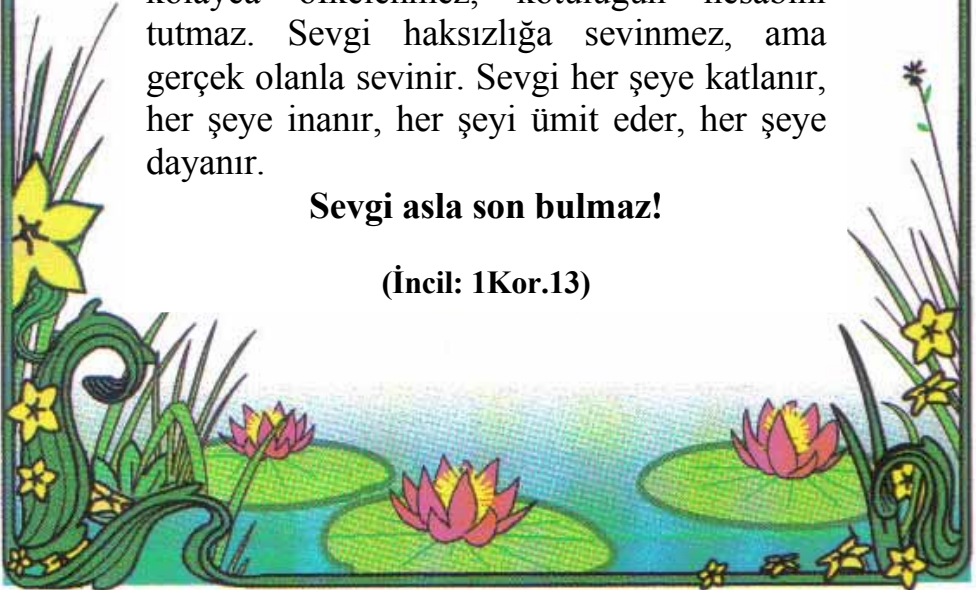 kolayca öfkelenmez, kötülüğün hesabını
tutmaz. Sevgi haksızlığa sevinmez, ama
gerçek olanla sevinir. Sevgi her şeye katlanır,
her şeye inanır, her şeyi ümit eder, her şeye
dayanır.
Sevgi asla son bulmaz!
(İncil: 1Kor.13)